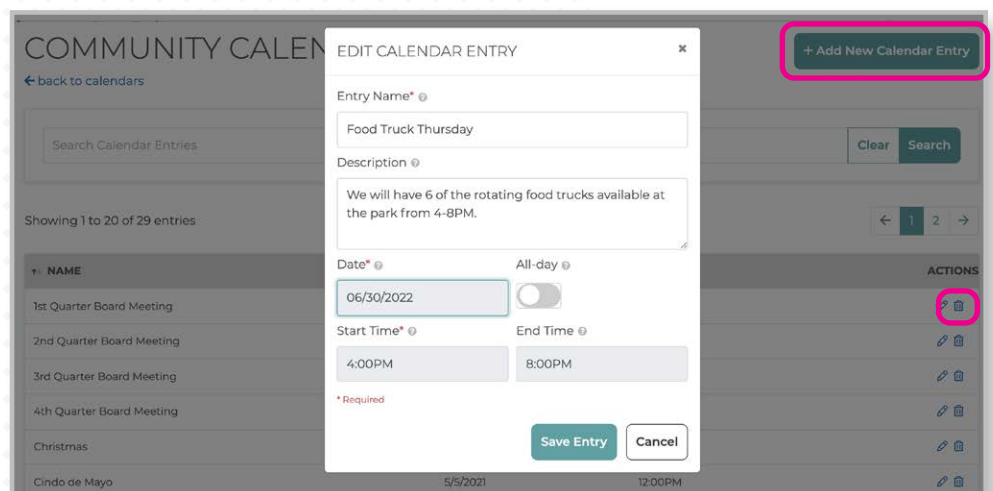 COMMUNITY CALEN
+ Add New Calendar Entry
← back to calendars
Search Calendar Entries
Clear
Search
Showing 1 to 20 of 29 entries
← 1 2 →
NAME
ACTIONS
1st Quarter Board Meeting
2nd Quarter Board Meeting
3rd Quarter Board Meeting
4th Quarter Board Meeting
Christmas
Cindo de Mayo 5/5/2021 12:00PM
EDIT CALENDAR ENTRY ×
Entry Name*
Food Truck Thursday
Description
We will have 6 of the rotating food trucks available at
the park from 4-8PM.
Date* All-day
06/30/2022
Start Time* End Time
4:00PM 8:00PM
* Required
Save Entry Cancel